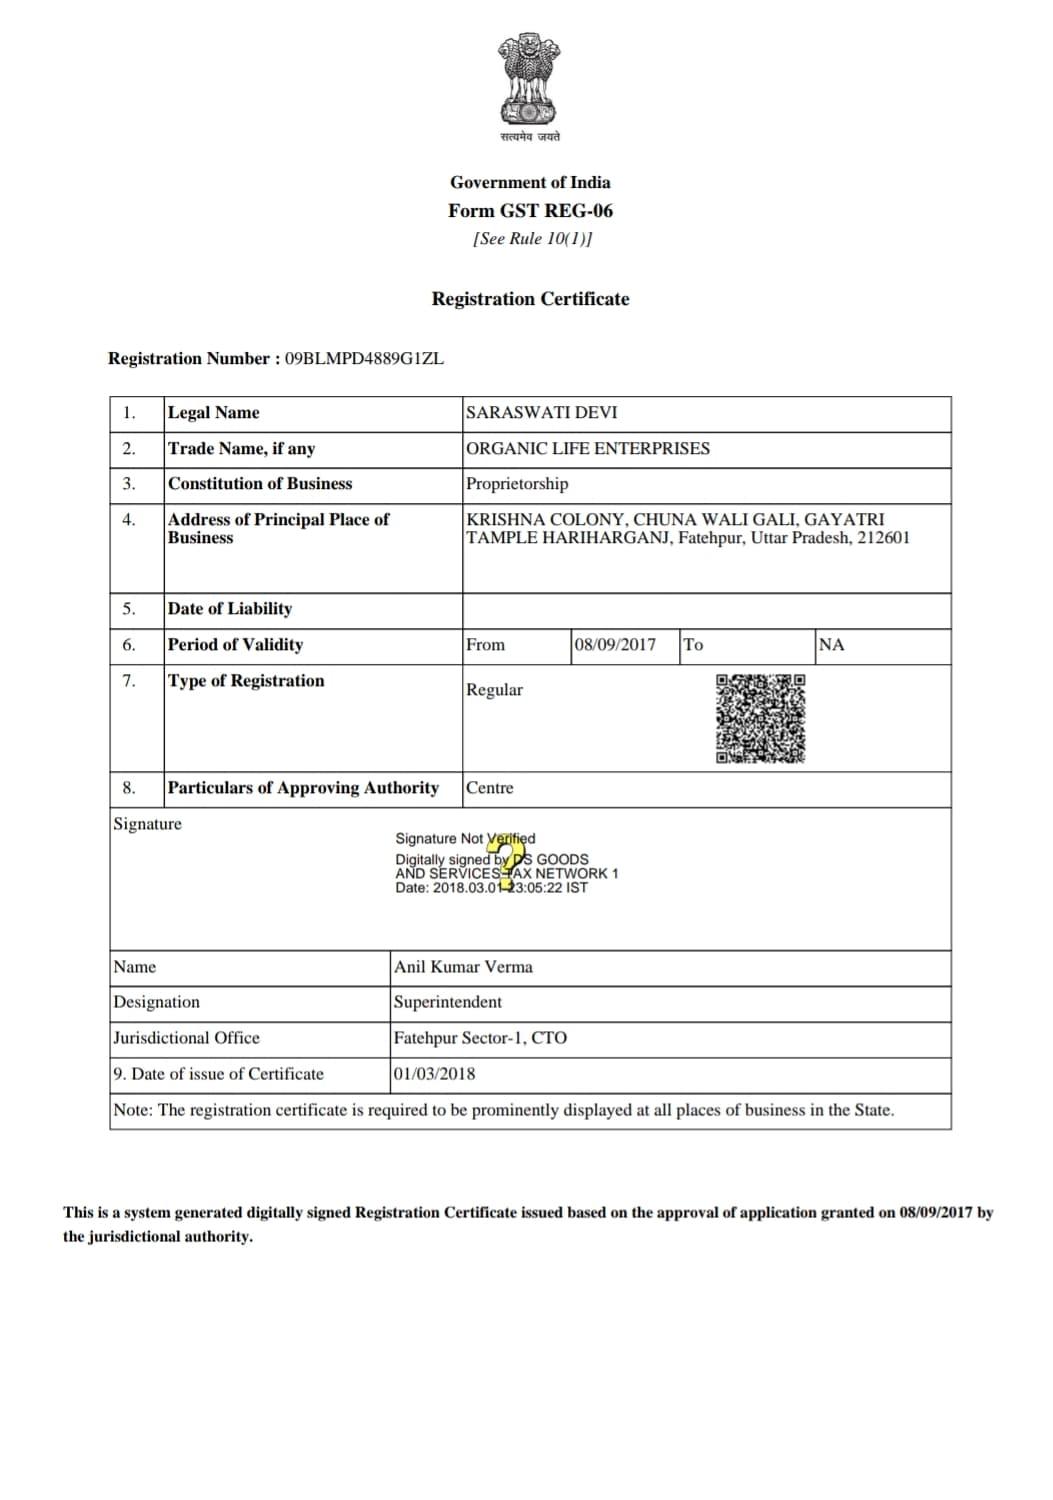 सत्यमेव जयते
Government of India
Form GST REG-06
[See Rule 10(1)]
Registration Certificate
Registration Number : 09BLMPD4889G1ZL
1. Legal Name SARASWATI DEVI
2. Trade Name, if any ORGANIC LIFE ENTERPRISES
3. Constitution of Business Proprietorship
4. Address of Principal Place of KRISHNA COLONY, CHUNA WALI GALI, GAYATRI
Business TAMPLE HARIHARGANJ, Fatehpur, Uttar Pradesh, 212601
5. Date of Liability
6. Period of Validity From 08/09/2017 To NA
7. Type of Registration Regular
8. Particulars of Approving Authority Centre
Signature
Signature Not Verified
Digitally signed by DS GOODS
AND SERVICES TAX NETWORK 1
Date: 2018.03.01 23:05:22 IST
Name Anil Kumar Verma
Designation Superintendent
Jurisdictional Office Fatehpur Sector-1, CTO
9. Date of issue of Certificate 01/03/2018
Note: The registration certificate is required to be prominently displayed at all places of business in the State.
This is a system generated digitally signed Registration Certificate issued based on the approval of application granted on 08/09/2017 by
the jurisdictional authority.